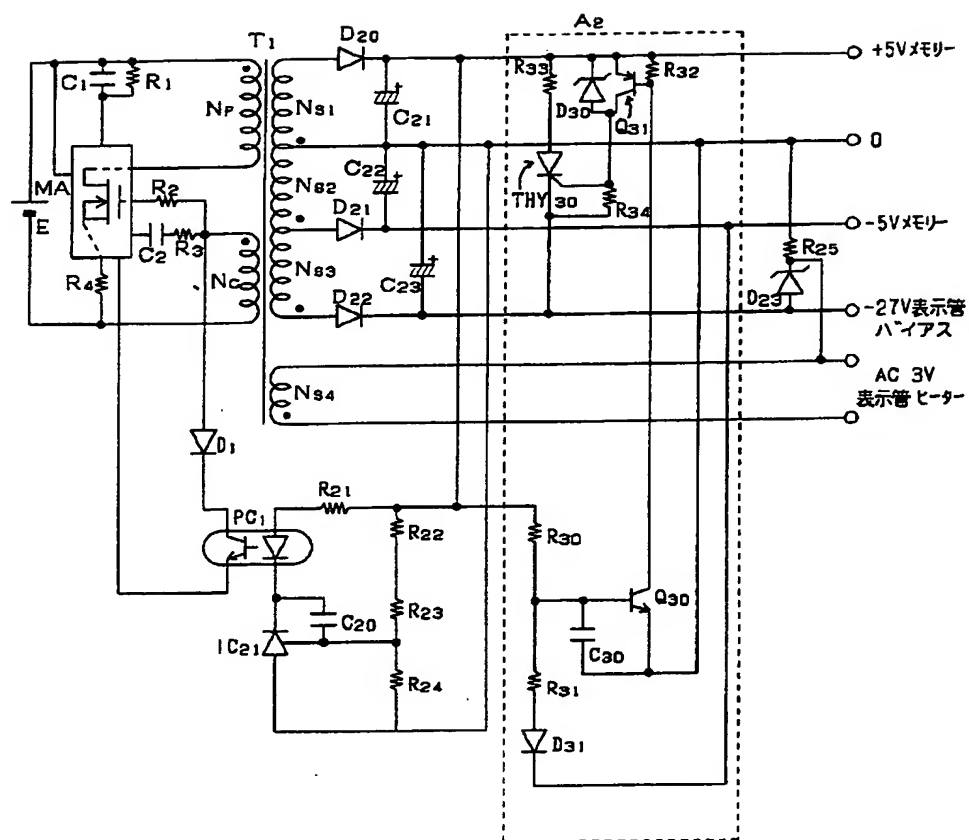 A2
T1
D20
+5Vメモリー
C1
R1
R33
R32
D30
Q31
NP
NS1
C21
0
MA
R2
NS2
C22
THY30
R34
E
D21
-5Vメモリー
C2
R3
R25
R4
NC
NS3
C23
D23
D22
-27V表示管
バイアス
NS4
AC 3V
表示管 ヒーター
D1
R21
PC1
R22
R30
C20
R23
Q30
IC21
C30
R24
R31
D31